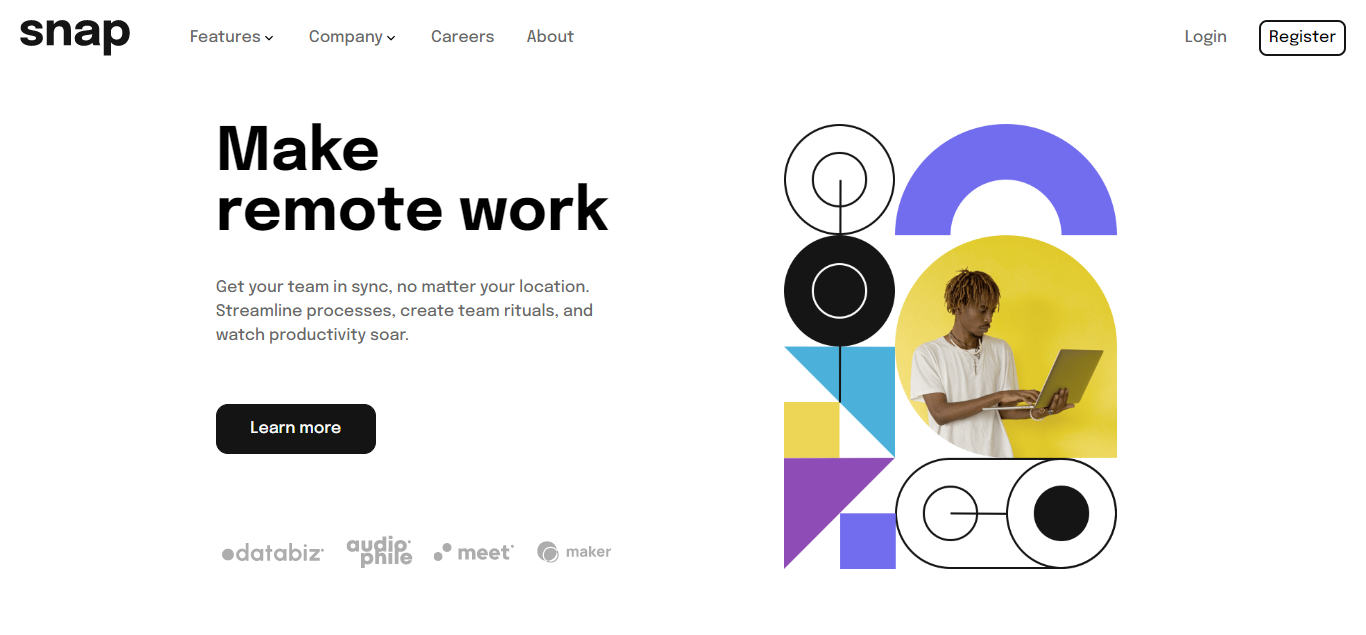 snap
Features
Company
Careers
About
Login
Register
Make
remote work
Get your team in sync, no matter your location.
Streamline processes, create team rituals, and
watch productivity soar.
Learn more
databiz
audiophile
meet
maker